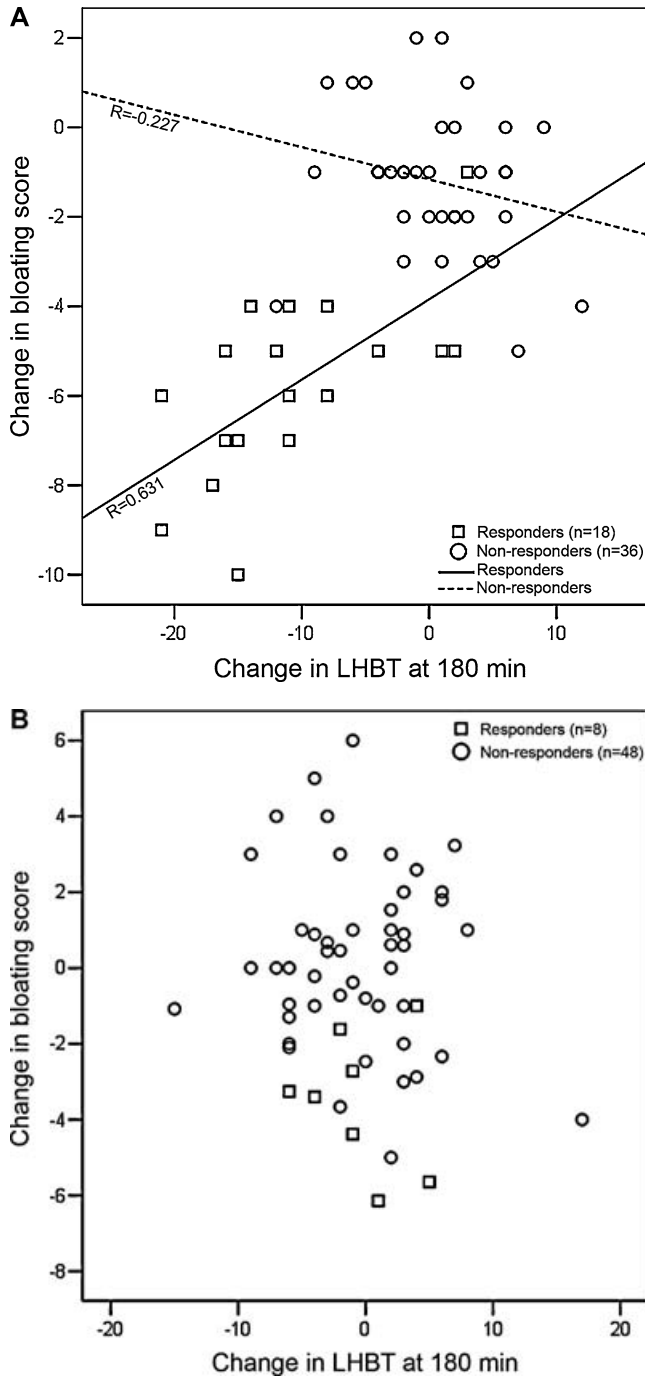 A
2
0
-2
-4
-6
-8
-10
Change in bloating score
R=-0.227
R=0.631
Responders (n=18)
Non-responders (n=36)
Responders
Non-responders
-20
-10
0
10
Change in LHBT at 180 min
B
6
4
2
0
-2
-4
-6
-8
Change in bloating score
Responders (n=8)
Non-responders (n=48)
-20
-10
0
10
20
Change in LHBT at 180 min